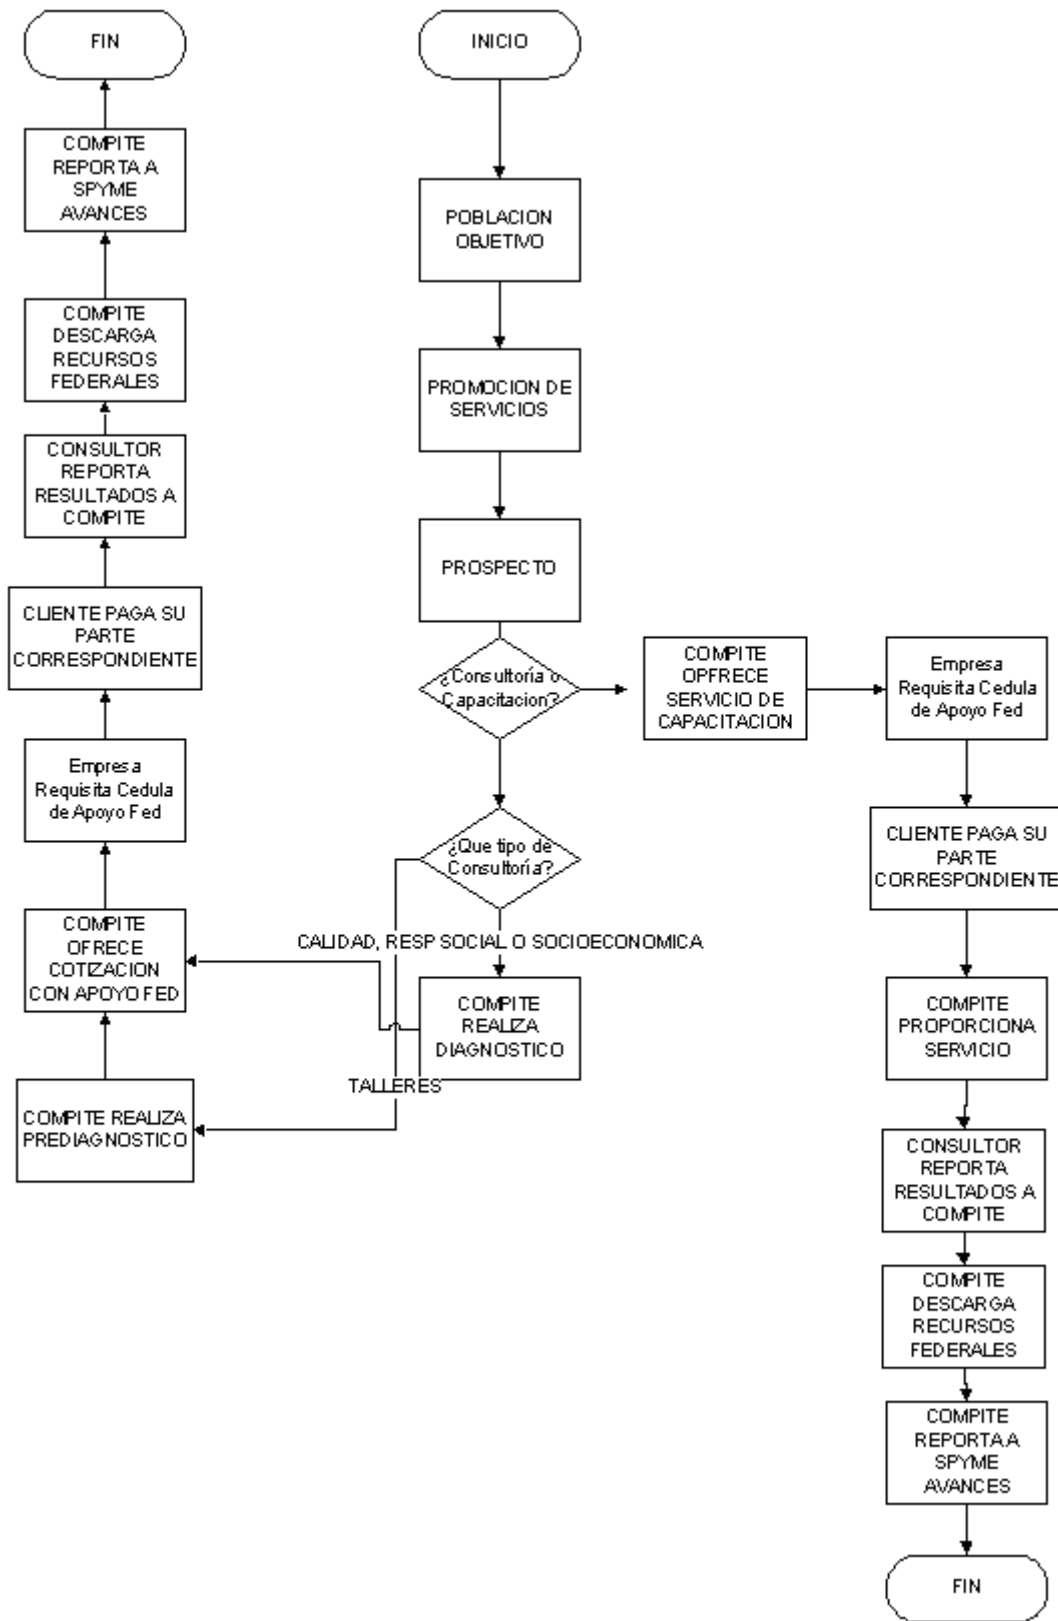 INICIO
POBLACION
OBJETIVO
PROMOCION DE
SERVICIOS
PROSPECTO
¿Consultoría o
Capacitacion?
COMPITE
OPFRECE
SERVICIO DE
CAPACITACION
Empresa
Requisita Cedula
de Apoyo Fed
CLIENTE PAGA SU
PARTE
CORRESPONDIENTE
COMPITE
PROPORCIONA
SERVICIO
CONSULTOR
REPORTA
RESULTADOS A
COMPITE
COMPITE
DESCARGA
RECURSOS
FEDERALES
COMPITE
REPORTA A
SPYME
AVANCES
FIN
¿Que tipo de
Consultoría?
CALIDAD, RESP SOCIAL O SOCIOECONOMICA
COMPITE
REALIZA
DIAGNOSTICO
TALLERES
COMPITE REALIZA
PREDIAGNOSTICO
COMPITE
OFRECE
COTIZACION
CON APOYO FED
Empresa
Requisita Cedula
de Apoyo Fed
CLIENTE PAGA SU
PARTE
CORRESPONDIENTE
CONSULTOR
REPORTA
RESULTADOS A
COMPITE
COMPITE
DESCARGA
RECURSOS
FEDERALES
COMPITE
REPORTA A
SPYME
AVANCES
FIN